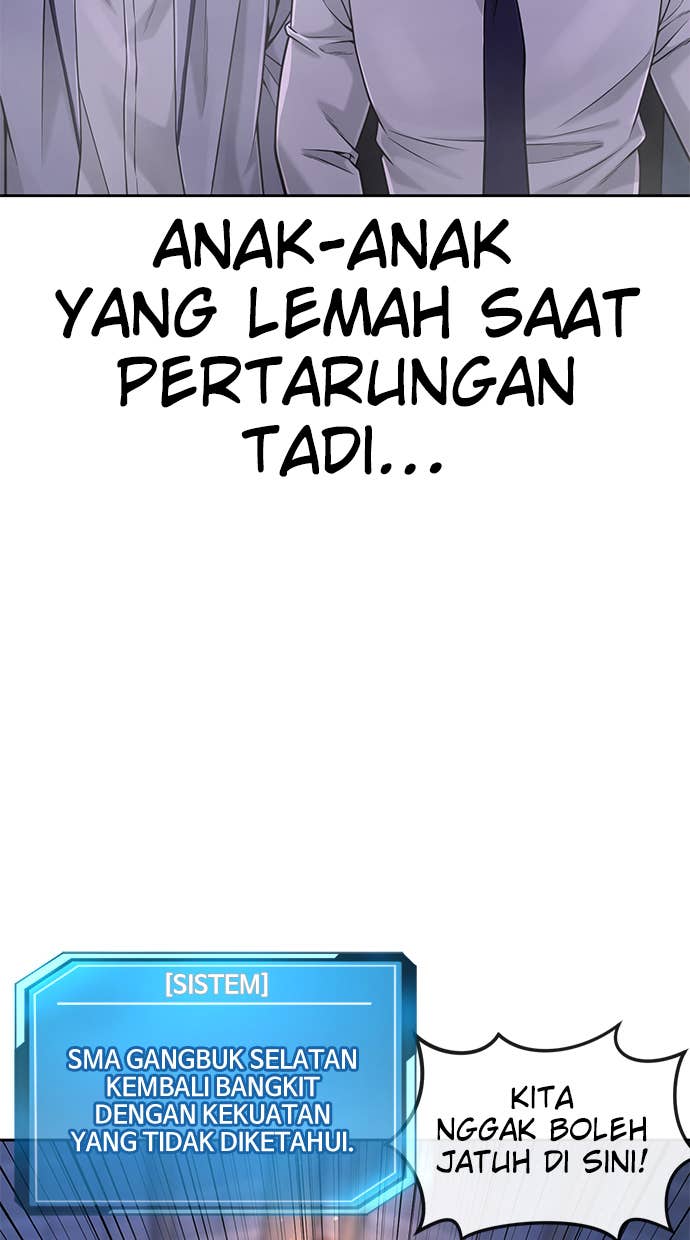 ANAK-ANAK
YANG LEMAH SAAT
PERTARUNGAN
TADI...
[SISTEM]
SMA GANGBUK SELATAN
KEMBALI BANGKIT
DENGAN KEKUATAN
YANG TIDAK DIKETAHUI.
KITA
NGGAK BOLEH
JATUH DI SINI!